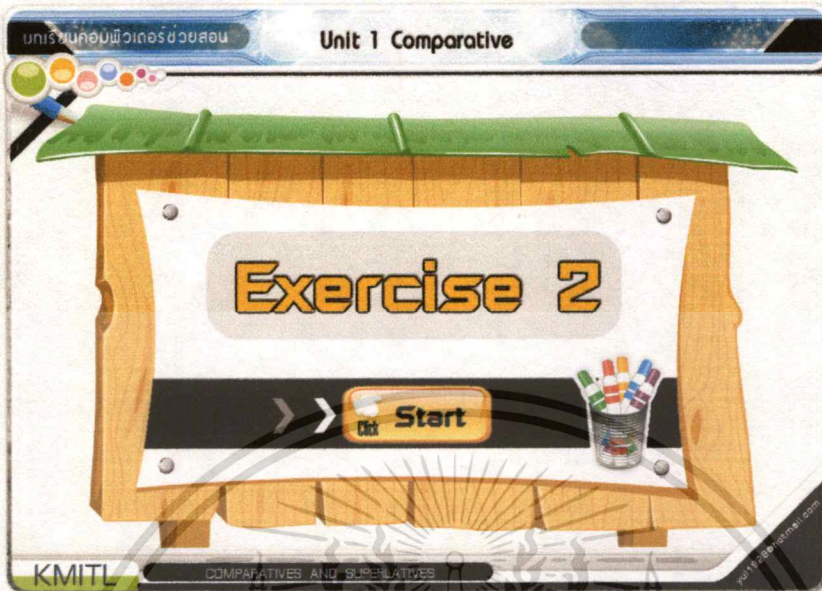 บทเรียนคอมพิวเตอร์ช่วยสอน
Unit 1 Comparative
Exercise 2
Click Start
KMITL
COMPARATIVES AND SUPERLATIVES